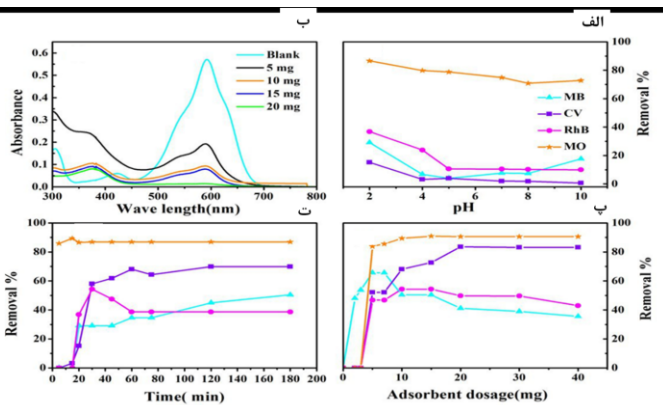 ب
الف
Absorbance
0.6
0.5
0.4
0.3
0.2
0.1
0.0
300 400 500 600 700 800
Wave length(nm)
Blank
5 mg
10 mg
15 mg
20 mg
Removal %
100
80
60
40
20
0
2 4 6 8 10
pH
MB
CV
RhB
MO
ت
پ
Removal %
100
80
60
40
20
0
0 20 40 60 80 100 120 140 160 180 200
Time( min)
Removal %
100
80
60
40
20
0
0 10 20 30 40
Adsorbent dosage(mg)